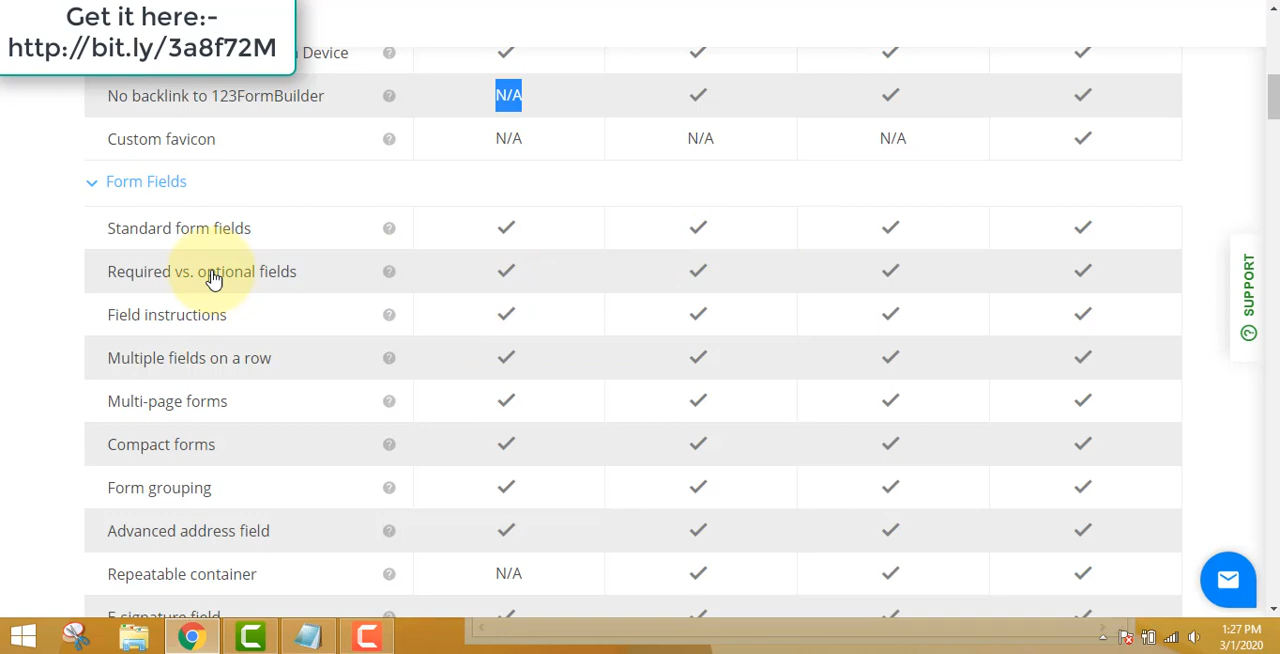 Get it here:-
http://bit.ly/3a8f72M
Device
No backlink to 123FormBuilder N/A
Custom favicon N/A N/A N/A
Form Fields
Standard form fields
Required vs. optional fields
Field instructions
Multiple fields on a row
Multi-page forms
Compact forms
Form grouping
Advanced address field
Repeatable container N/A
E-signature field
SUPPORT
1:27 PM
3/1/2020